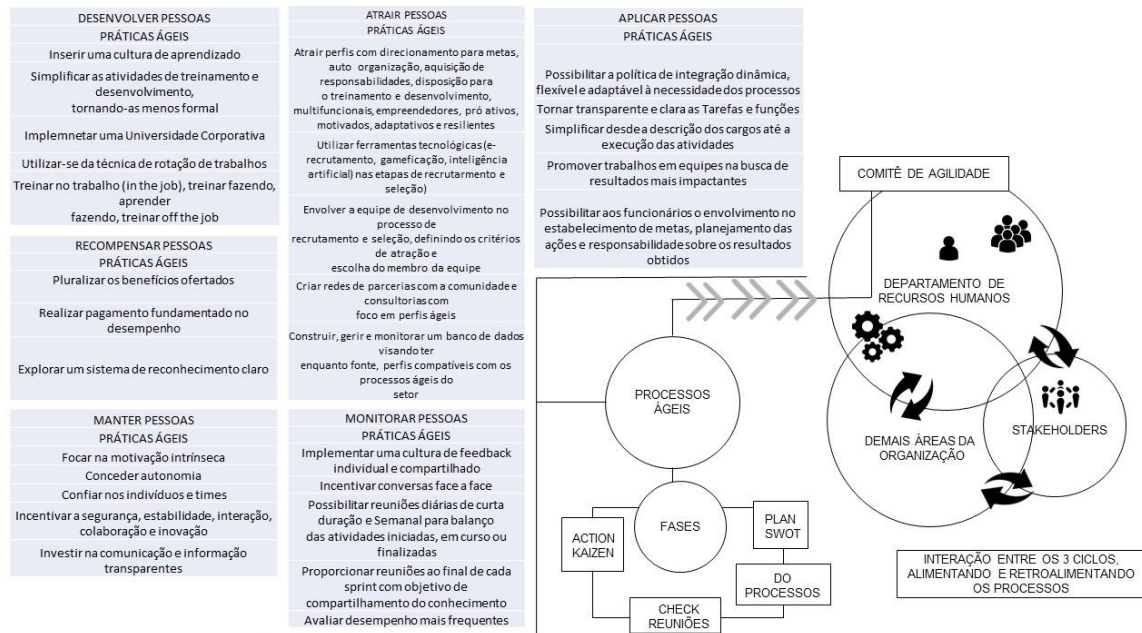 DESENVOLVER PESSOAS
PRÁTICAS ÁGEIS
Inserir uma cultura de aprendizado
Simplificar as atividades de treinamento e
desenvolvimento,
tornando-as menos formal
Implemnetar uma Universidade Corporativa
Utilizar-se da técnica de rotação de trabalhos
Treinar no trabalho (in the job), treinar fazendo,
aprender
fazendo, treinar off the job
RECOMPENSAR PESSOAS
PRÁTICAS ÁGEIS
Pluralizar os benefícios ofertados
Realizar pagamento fundamentado no
desempenho
Explorar um sistema de reconhecimento claro
MANTER PESSOAS
PRÁTICAS ÁGEIS
Focar na motivação intrínseca
Conceder autonomia
Confiar nos indivíduos e times
Incentivar a segurança, estabilidade, interação,
colaboração e inovação
Investir na comunicação e informação
transparentes
ATRAIR PESSOAS
PRÁTICAS ÁGEIS
Atrair perfis com direcionamento para metas,
auto organização, aquisição de
responsabilidades, disposição para
o treinamento e desenvolvimento,
multifuncionais, empreendedores, pró ativos,
motivados, adaptativos e resilientes
Utilizar ferramentas tecnológicas (e-
recrutamento, gameficação, inteligência
artificial) nas etapas de recrutarmento e
seleção)
Envolver a equipe de desenvolvimento no
processo de
recrutamento e seleção, definindo os critérios
de atração e
escolha do membro da equipe
Criar redes de parcerias com a comunidade e
consultorias com
foco em perfis ágeis
Construir, gerir e monitorar um banco de dados
visando ter
enquanto fonte, perfis compatíveis com os
processos ágeis do
setor
MONITORAR PESSOAS
PRÁTICAS ÁGEIS
Implementar uma cultura de feedback
individual e compartilhado
Incentivar conversas face a face
Possibilitar reuniões diárias de curta
duração e Semanal para balanço
das atividades iniciadas, em curso ou
finalizadas
Proporcionar reuniões ao final de cada
sprint com objetivo de
compartilhamento do conhecimento
Avaliar desempenho mais frequentes
APLICAR PESSOAS
PRÁTICAS ÁGEIS
Possibilitar a política de integração dinâmica,
flexível e adaptável à necessidade dos processos
Tornar transparente e clara as Tarefas e funções
Simplificar desde a descrição dos cargos até a
execução das atividades
Promover trabalhos em equipes na busca de
resultados mais impactantes
Possibilitar aos funcionários o envolvimento no
estabelecimento de metas, planejamento das
ações e responsabilidade sobre os resultados
obtidos
PROCESSOS
ÁGEIS
FASES
PLAN
SWOT
DO
PROCESSOS
CHECK
REUNIÕES
ACTION
KAIZEN
COMITÊ DE AGILIDADE
DEPARTAMENTO DE
RECURSOS HUMANOS
DEMAIS ÁREAS DA
ORGANIZAÇÃO
STAKEHOLDERS
INTERAÇÃO ENTRE OS 3 CICLOS,
ALIMENTANDO E RETROALIMENTANDO
OS PROCESSOS